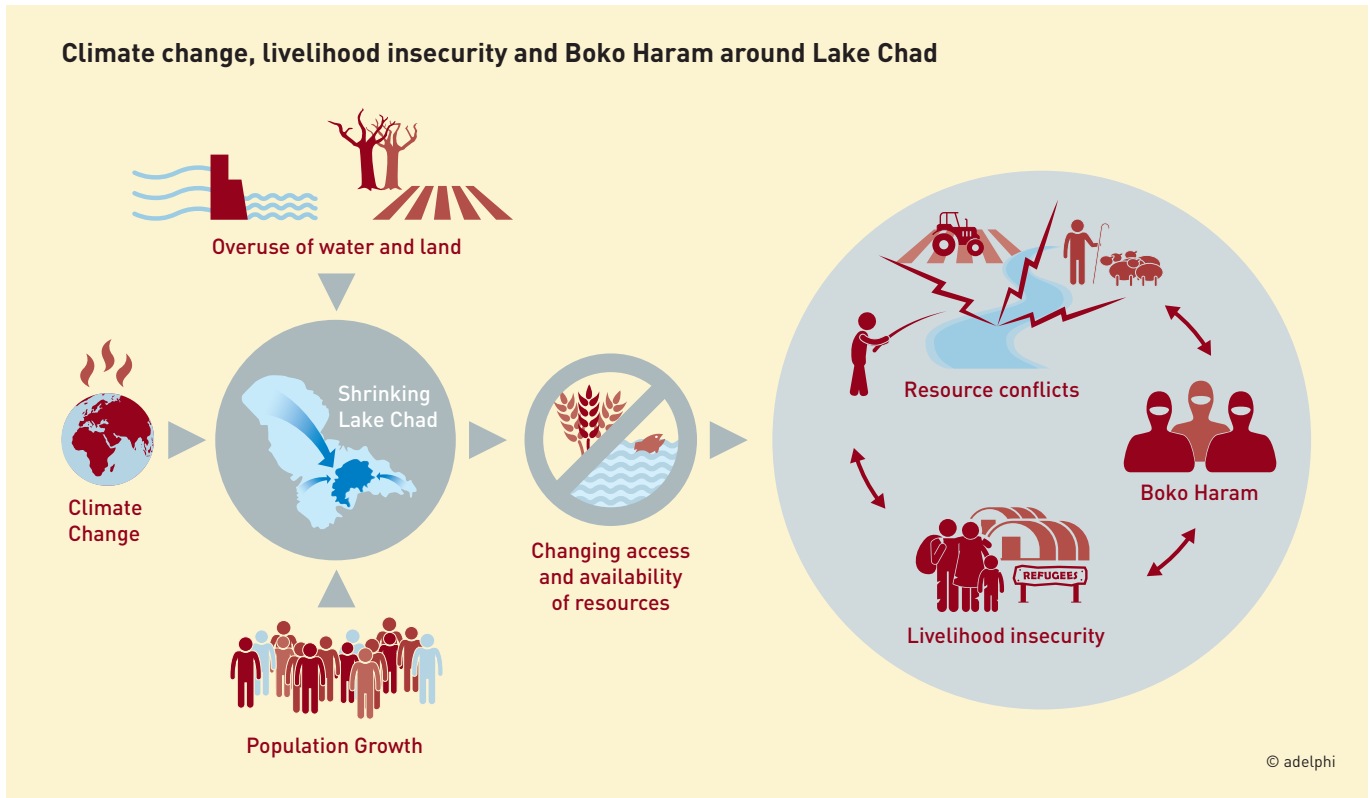 Climate change, livelihood insecurity and Boko Haram around Lake Chad
Overuse of water and land
Climate
Change
Shrinking
Lake Chad
Population Growth
Changing access
and availability
of resources
Resource conflicts
Boko Haram
REFUGEES
Livelihood insecurity
© adelphi